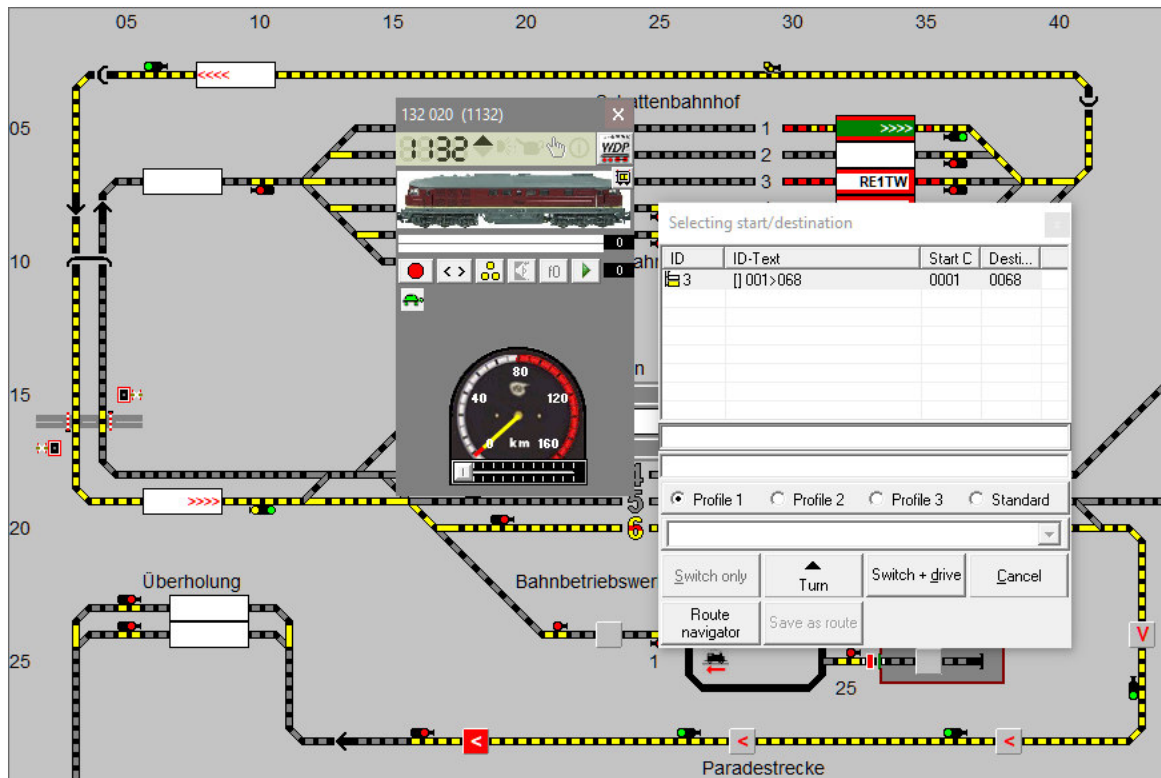 05 10 15 20 25 30 35 40
<<<<
132 020 (1132) X
attenbahnhof
05
1 >>>>
1132
WDP
2
3 RE1TW
Selecting start/destination
0
ID ID-Text Start C Desti...
10
3 [] 001>068 0001 0068
< > f0 0
80
40 120
0 km 160
15
4
>>>> 5
Profile 1 Profile 2 Profile 3 Standard
20
6
Switch only Turn Switch + drive Cancel
Überholung
Bahnbetriebswer
Route navigator Save as route
V
25
1
25
< < <
Paradestrecke